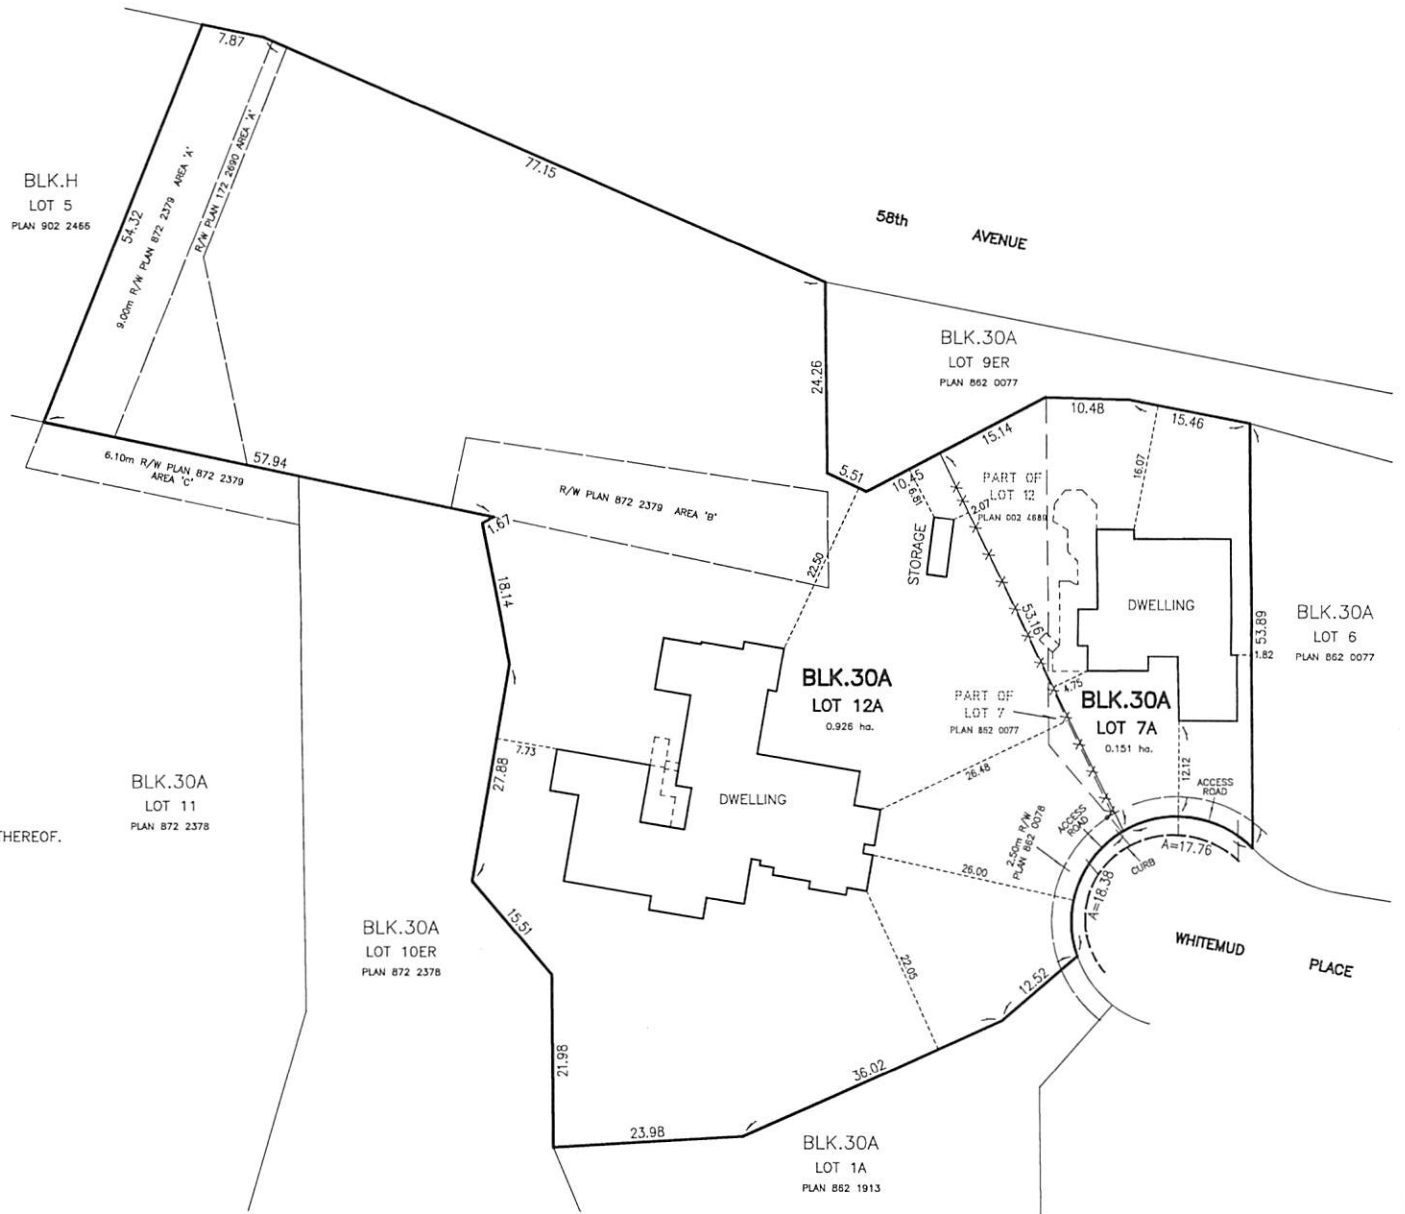 7.87
77.15
58th AVENUE
BLK.H
LOT 5
PLAN 902 2466
54.32
9.00m R/W PLAN 872 2379 AREA 'A'
R/W PLAN 172 2690 AREA 'A'
24.26
BLK.30A
LOT 9ER
PLAN 862 0077
10.48
15.46
15.14
5.51
10.45
6.81
2.07
16.07
PART OF
LOT 12
PLAN 002 4689
STORAGE
57.94
6.10m R/W PLAN 872 2379
AREA 'C'
R/W PLAN 872 2379 AREA 'B'
1.67
18.14
22.50
53.16
DWELLING
53.89
1.82
BLK.30A
LOT 6
PLAN 862 0077
BLK.30A
LOT 12A
0.926 ha.
PART OF
LOT 7
PLAN 862 0077
4.75
BLK.30A
LOT 7A
0.151 ha.
12.12
7.73
27.88
DWELLING
26.48
26.00
22.05
BLK.30A
LOT 11
PLAN 872 2378
THEREOF.
2.50m R/W
PLAN 862 0078
ACCESS
ROAD
ACCESS
ROAD
A=17.76
A=18.38
CURB
BLK.30A
LOT 10ER
PLAN 872 2378
15.51
12.52
WHITEMUD PLACE
21.98
36.02
23.98
BLK.30A
LOT 1A
PLAN 862 1913